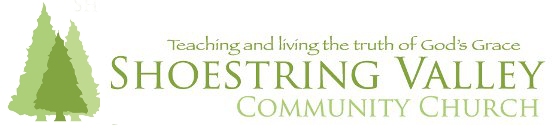 Teaching and living the truth of God's Grace
SHOESTRING VALLEY
COMMUNITY CHURCH